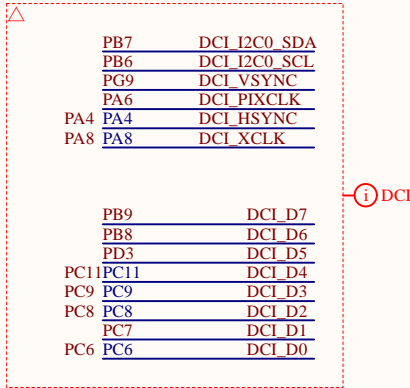 PB7 DCI_I2C0_SDA
PB6 DCI_I2C0_SCL
PG9 DCI_VSYNC
PA6 DCI_PIXCLK
PA4 PA4 DCI_HSYNC
PA8 PA8 DCI_XCLK
i DCI
PB9 DCI_D7
PB8 DCI_D6
PD3 DCI_D5
PC11 PC11 DCI_D4
PC9 PC9 DCI_D3
PC8 PC8 DCI_D2
PC7 DCI_D1
PC6 PC6 DCI_D0